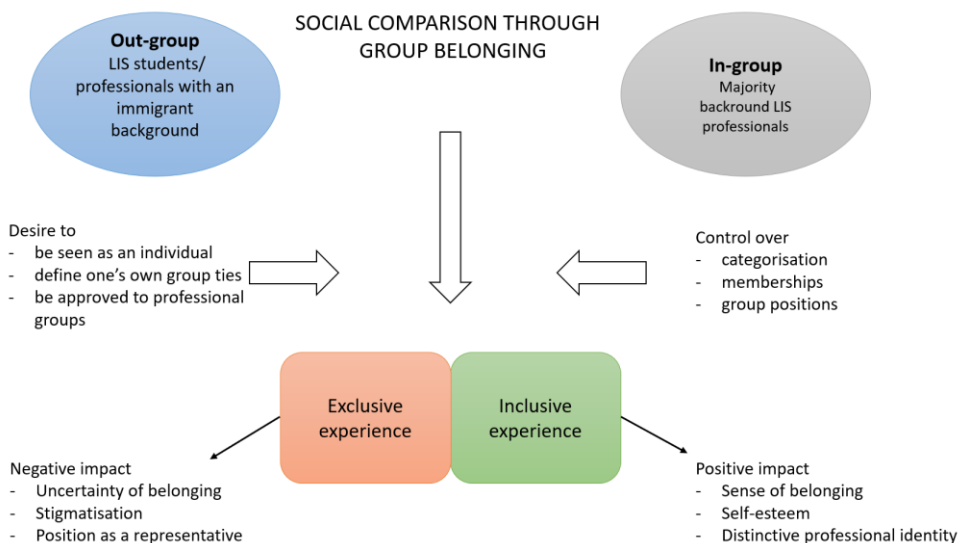 SOCIAL COMPARISON THROUGH
GROUP BELONGING
Out-group
LIS students/
professionals with an
immigrant
background
In-group
Majority
backround LIS
professionals
Desire to
- be seen as an individual
- define one's own group ties
- be approved to professional
groups
Control over
- categorisation
- memberships
- group positions
Exclusive
experience
Inclusive
experience
Negative impact
- Uncertainty of belonging
- Stigmatisation
- Position as a representative
Positive impact
- Sense of belonging
- Self-esteem
- Distinctive professional identity